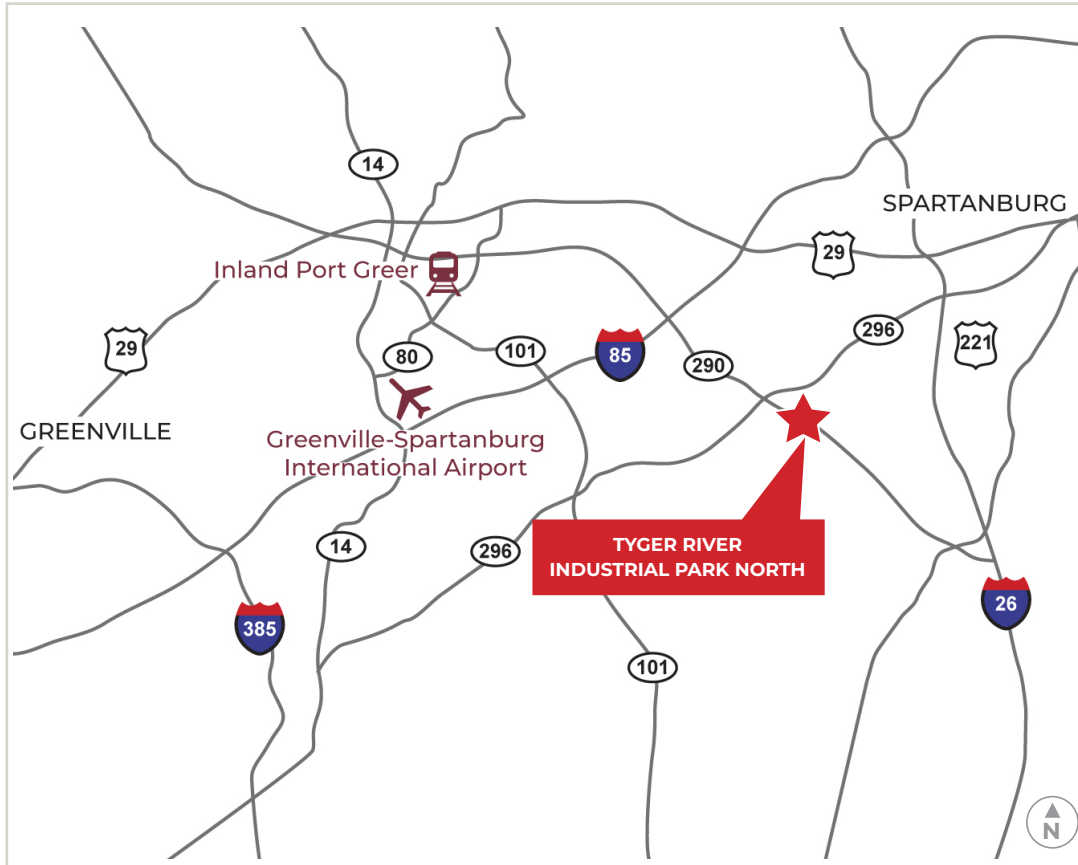 14
SPARTANBURG
29
Inland Port Greer
296
29
80
101
85
221
290
GREENVILLE
Greenville-Spartanburg
International Airport
14
296
TYGER RIVER
INDUSTRIAL PARK NORTH
385
26
101
N